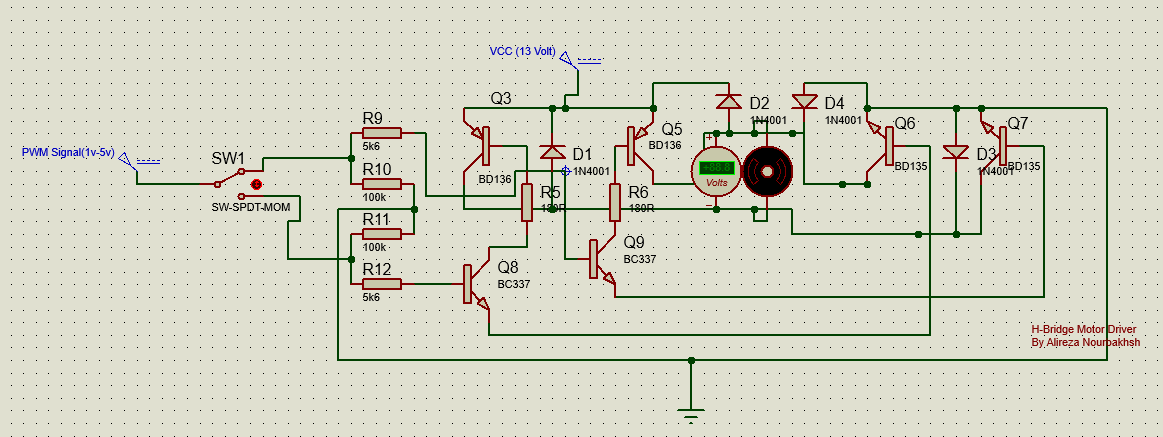 VCC (13 Volt)
PWM Signal(1v-5v)
SW1
SW-SPDT-MOM
R9
5k6
R10
100k
R11
100k
R12
5k6
Q3
BD136
D1
1N4001
R5
180R
Q5
BD136
R6
180R
D2
1N4001
D4
1N4001
+
Volts
-
Q6
BD135
D3
1N4001
Q7
BD135
Q8
BC337
Q9
BC337
H-Bridge Motor Driver
By Alireza Nourbakhsh